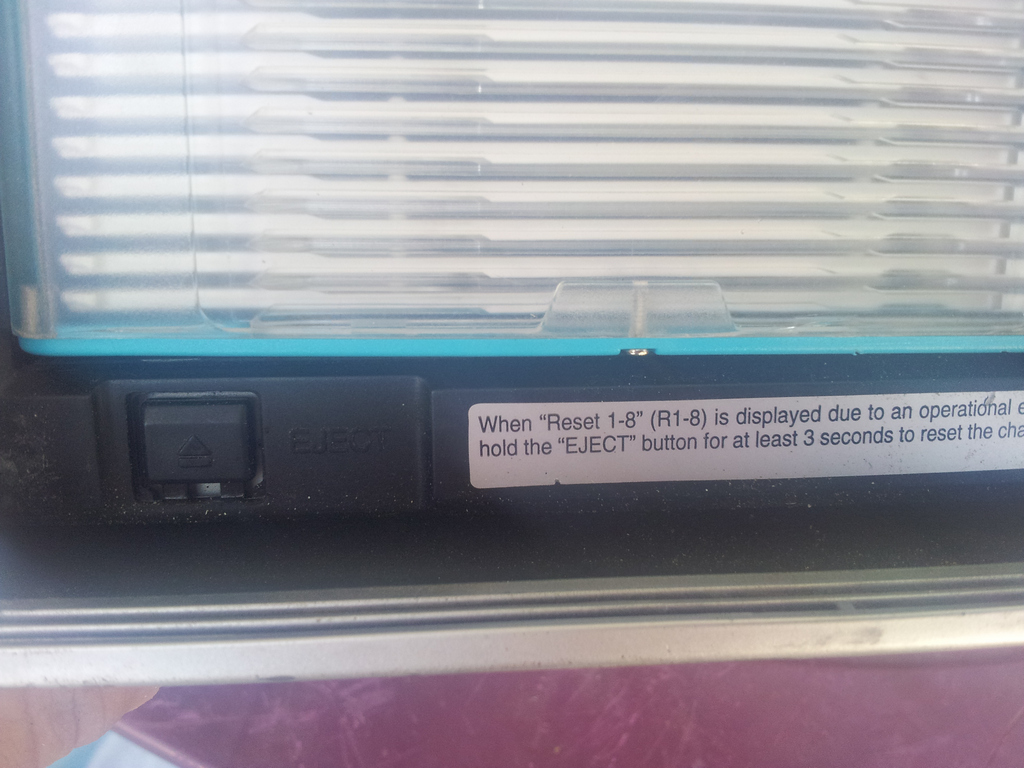 EJECT
When “Reset 1-8” (R1-8) is displayed due to an operational
hold the “EJECT” button for at least 3 seconds to reset the